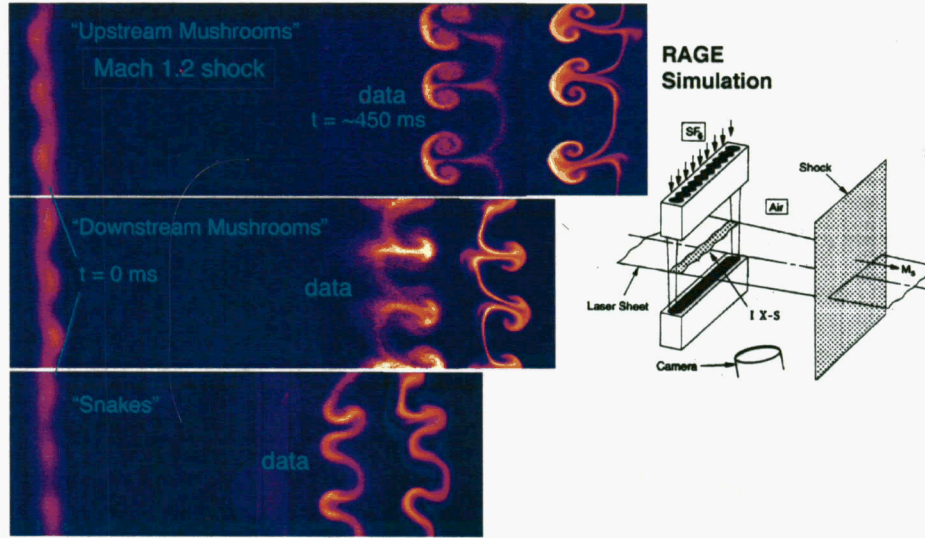 "Upstream Mushrooms"
Mach 1.2 shock
data
t = ~450 ms
"Downstream Mushrooms"
t = 0 ms
data
"Snakes"
data
RAGE
Simulation
SF6
Shock
Air
Ms
Laser Sheet
I X-S
Camera